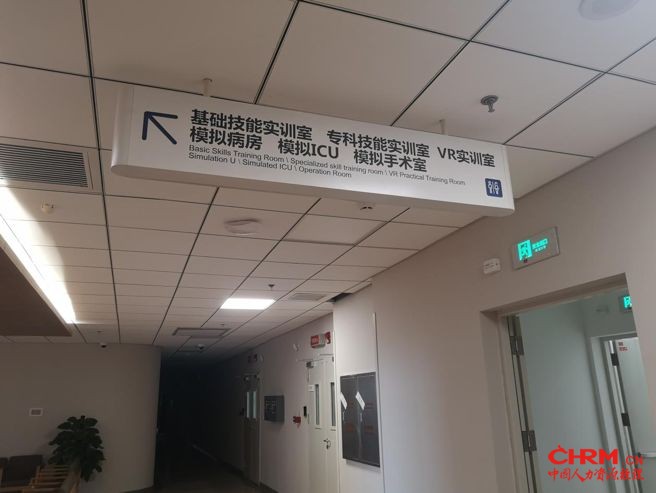 基础技能实训室 专科技能实训室 VR实训室
模拟病房 模拟ICU 模拟手术室
Basic Skills Training Room \ Specialized skill training room \ VR Practical Training Room
Simulation U \ Simulated ICU \ Operation Room
CHRM CN
中国人力资源教程